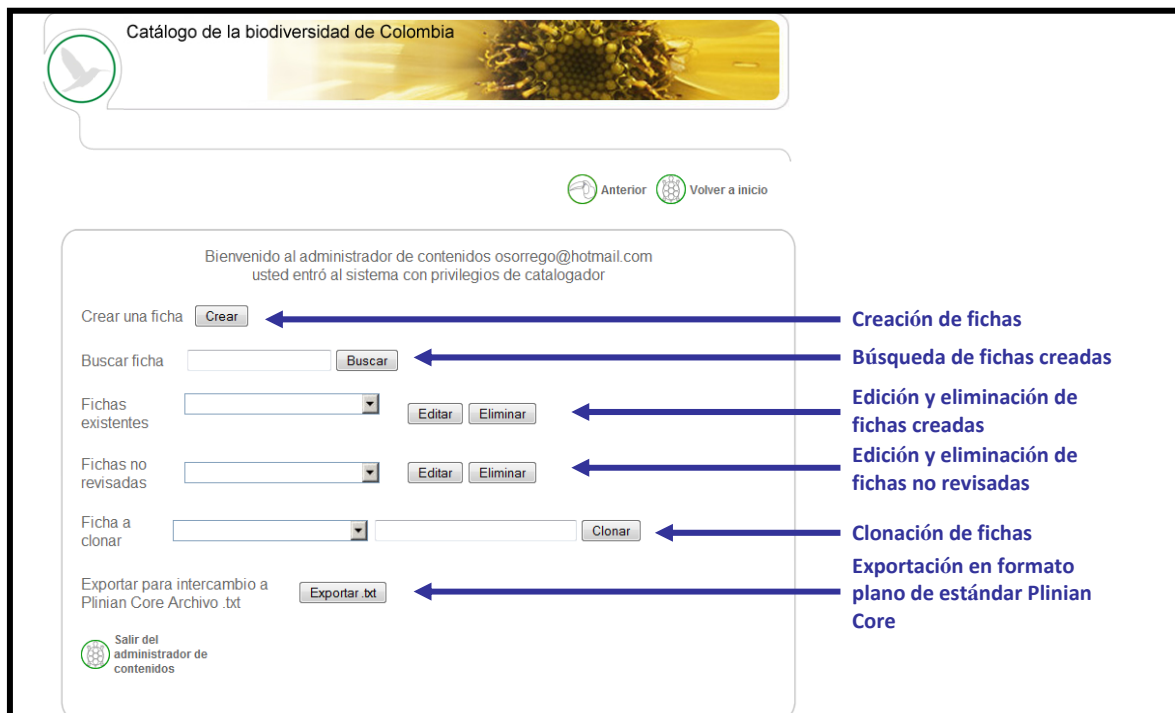 Catálogo de la biodiversidad de Colombia
Anterior
Volver a inicio
Bienvenido al administrador de contenidos osorrego@hotmail.com
usted entró al sistema con privilegios de catalogador
Crear una ficha
Crear
Creación de fichas
Buscar ficha
Buscar
Búsqueda de fichas creadas
Fichas
existentes
Editar
Eliminar
Edición y eliminación de
fichas creadas
Fichas no
revisadas
Editar
Eliminar
Edición y eliminación de
fichas no revisadas
Ficha a
clonar
Clonar
Clonación de fichas
Exportar para intercambio a
Plinian Core Archivo .txt
Exportar .txt
Exportación en formato
plano de estándar Plinian
Core
Salir del
administrador de
contenidos